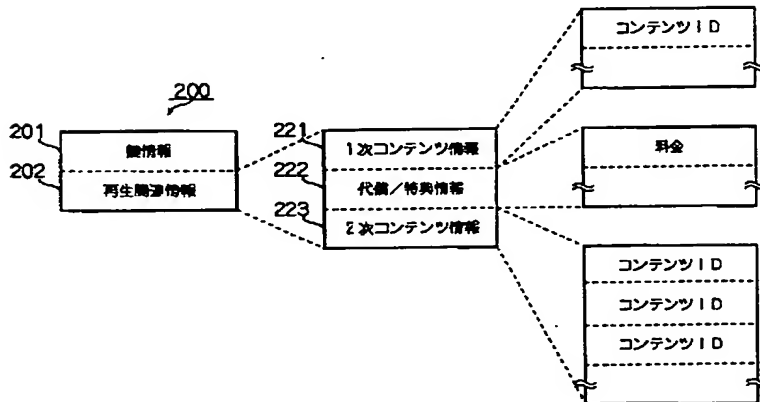 200
201
鍵情報
202
再生関連情報
221
1次コンテンツ情報
222
代償/特典情報
223
2次コンテンツ情報
コンテンツID
料金
コンテンツID
コンテンツID
コンテンツID